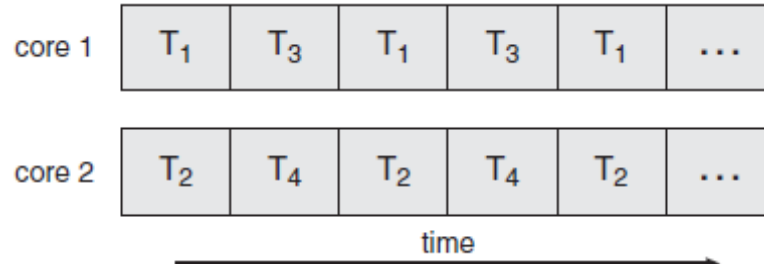 core 1 T₁ T₃ T₁ T₃ T₁ ...
core 2 T₂ T₄ T₂ T₄ T₂ ...
time